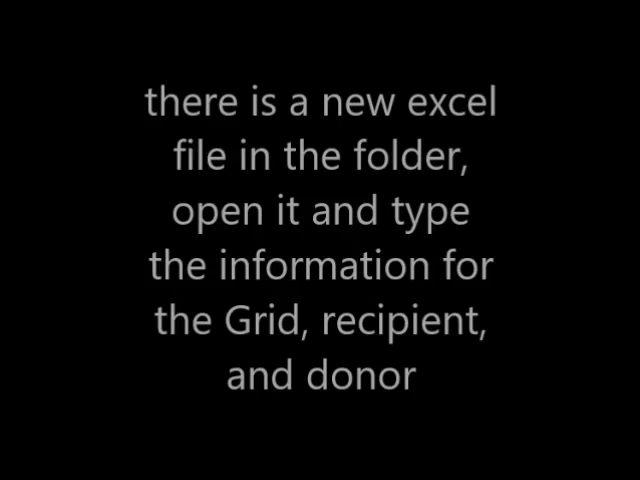 there is a new excel
file in the folder,
open it and type
the information for
the Grid, recipient,
and donor